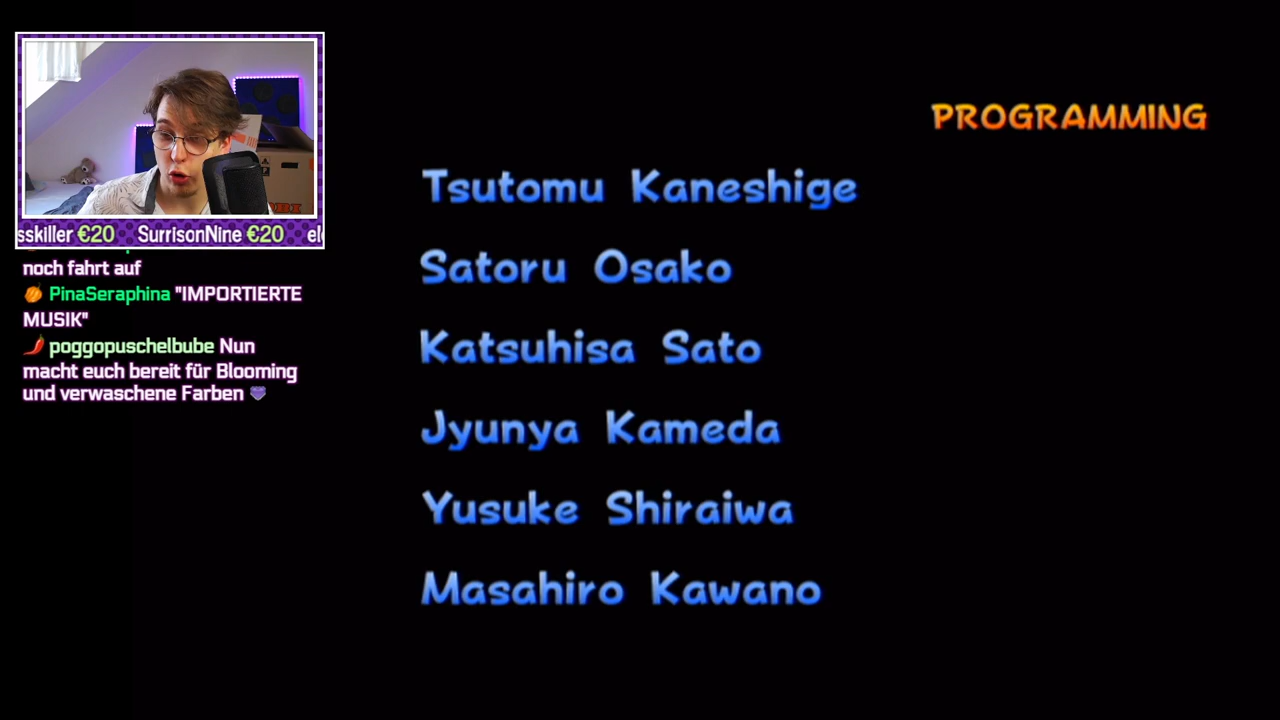 sskiller €20 SurrisonNine €20
noch fahrt auf
PinaSeraphina "IMPORTIERTE
MUSIK"
poggopuschelbube Nun
macht euch bereit für Blooming
und verwaschene Farben
PROGRAMMING
Tsutomu Kaneshige
Satoru Osako
Katsuhisa Sato
Jyunya Kameda
Yusuke Shiraiwa
Masahiro Kawano